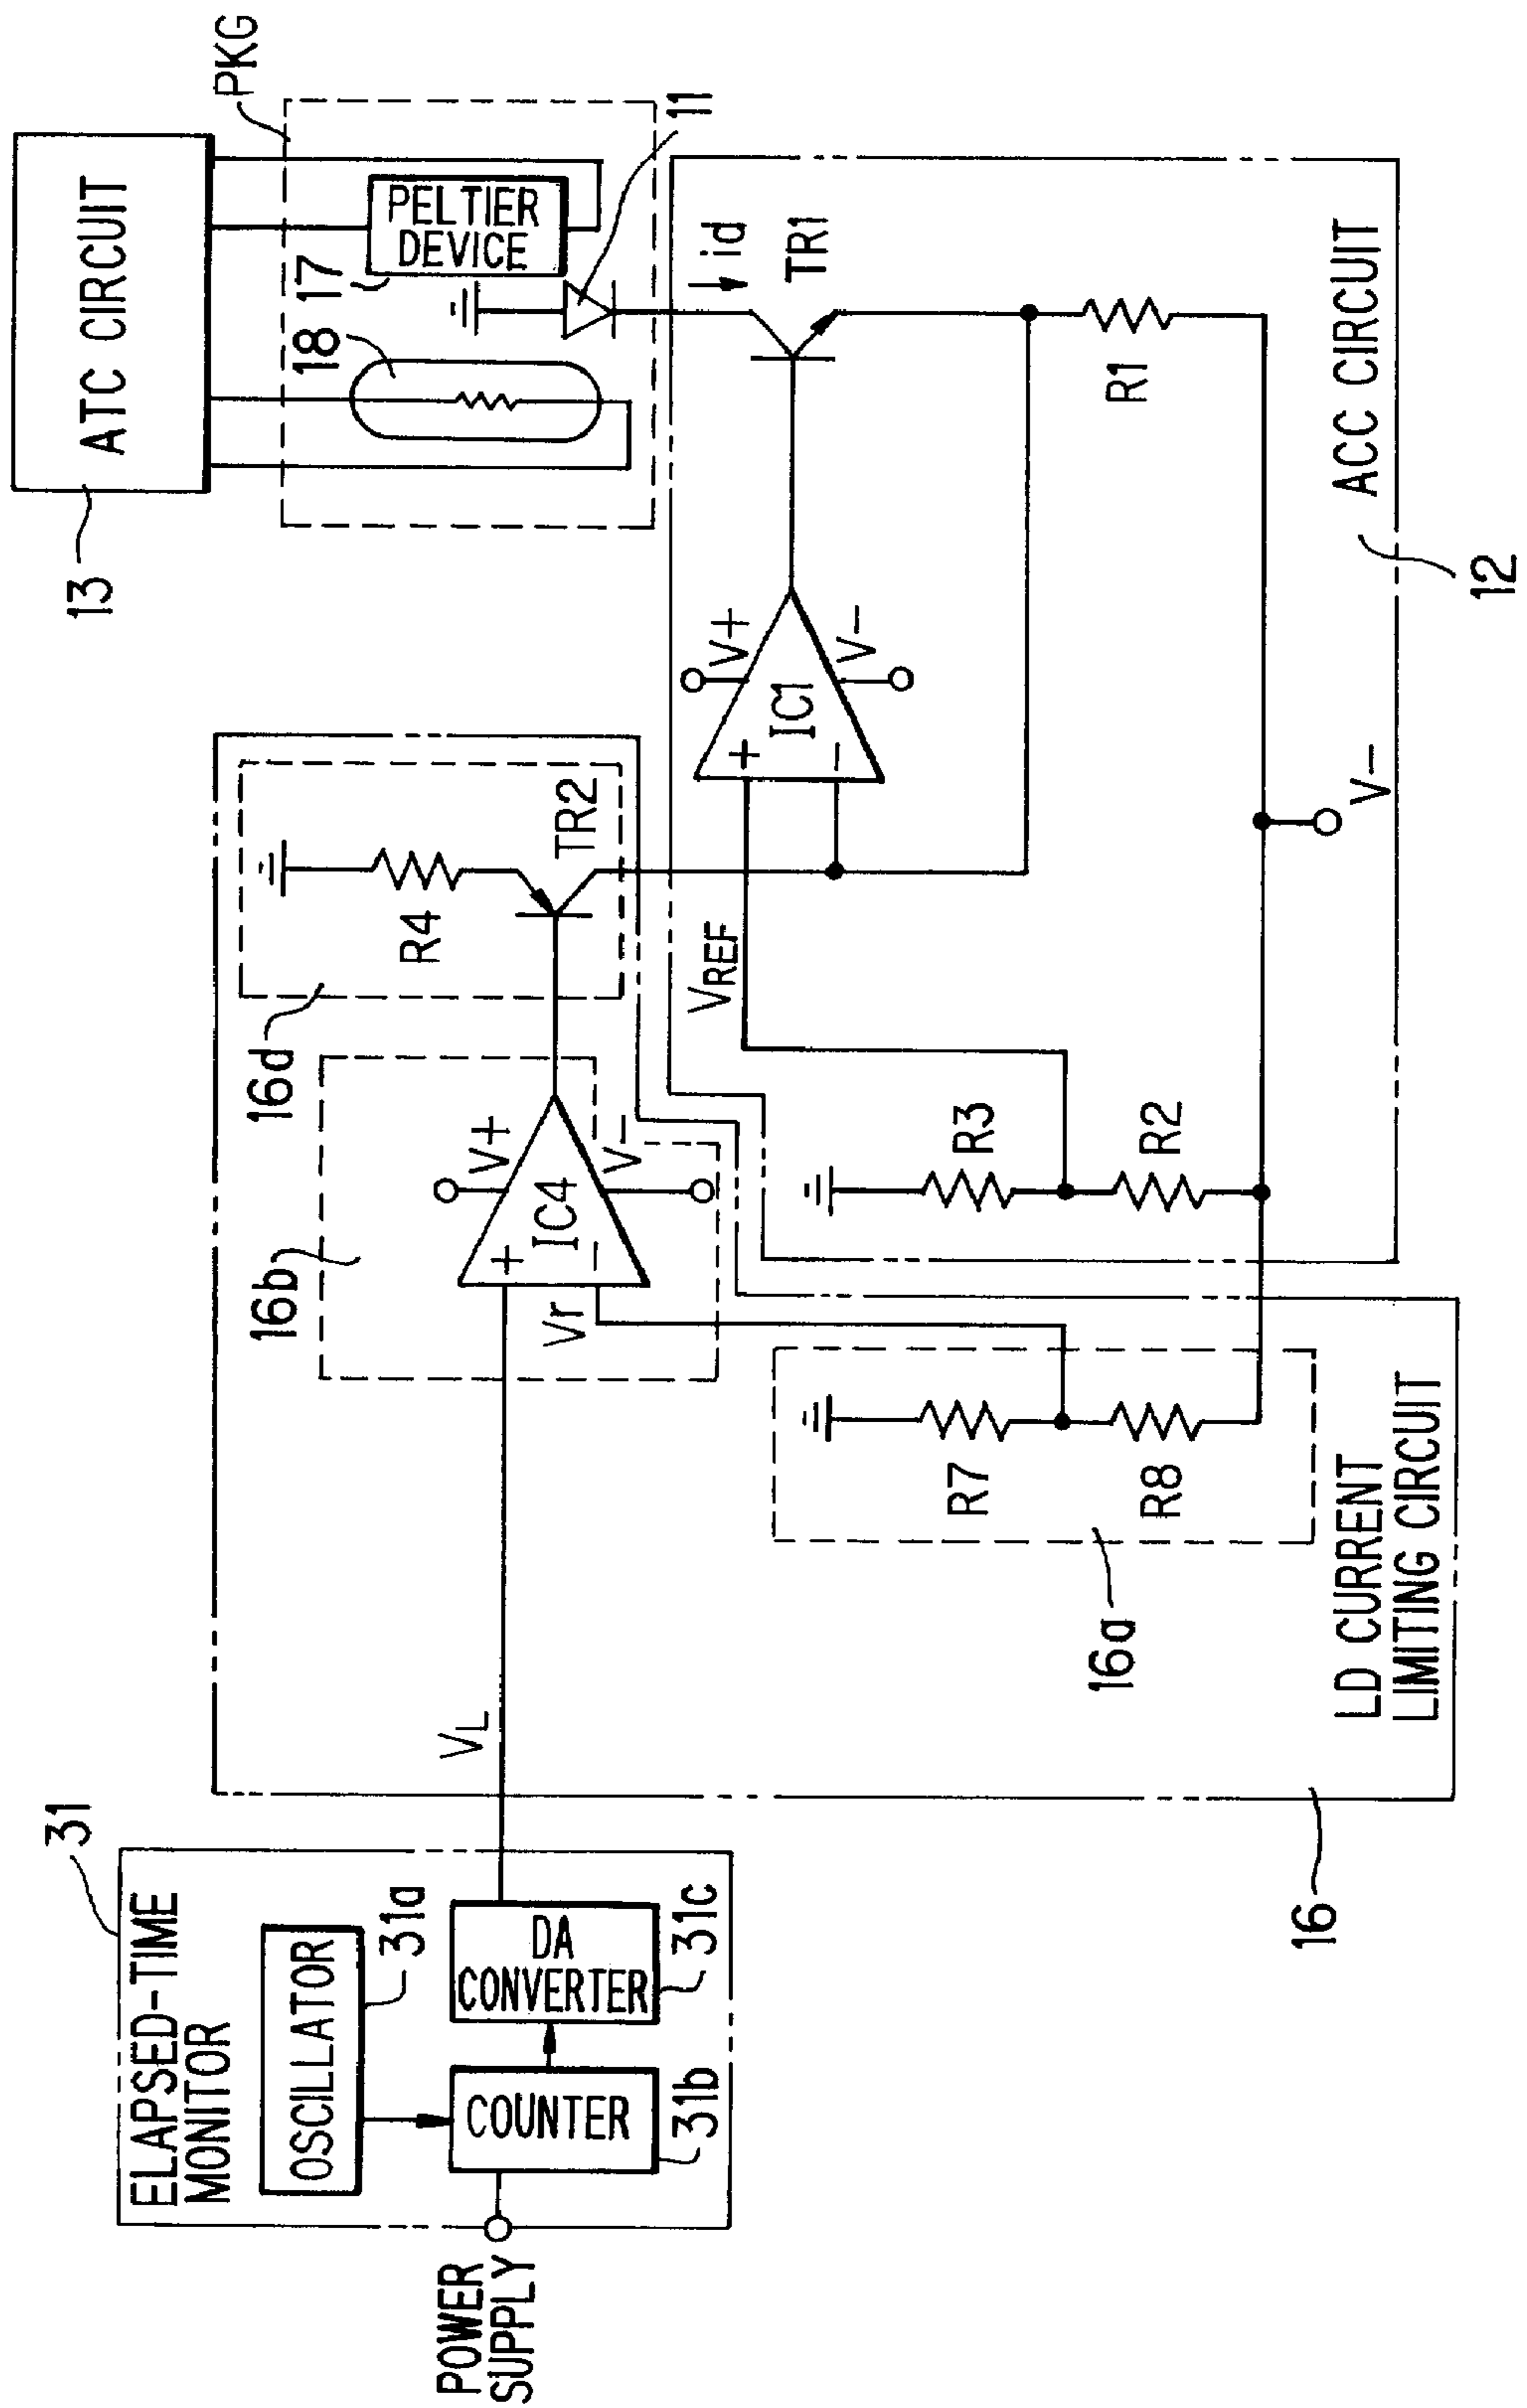 31
ELAPSED-TIME
MONITOR
OSCILLATOR
31a
POWER
SUPPLY
COUNTER
31b
DA
CONVERTER
31c
VL
16b
V+
IC4
+
−
V−
Vr
16d
R4
TR2
R7
R8
16a
LD CURRENT
LIMITING CIRCUIT
16
13
ATC CIRCUIT
PKG
18
17
PELTIER
DEVICE
11
id
TR1
VREF
V+
IC1
+
−
V−
R3
R2
R1
V−
ACC CIRCUIT
12